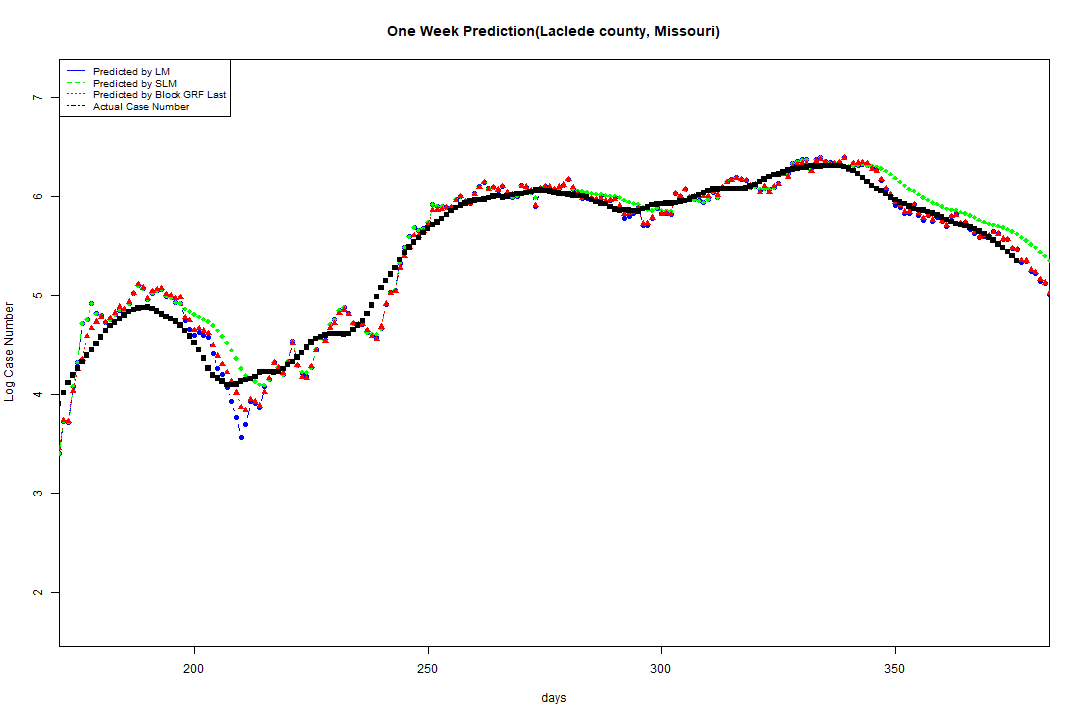 One Week Prediction(Laclede county, Missouri)
Predicted by LM
Predicted by SLM
Predicted by Block GRF Last
Actual Case Number
7
6
5
4
3
2
Log Case Number
200 250 300 350
days